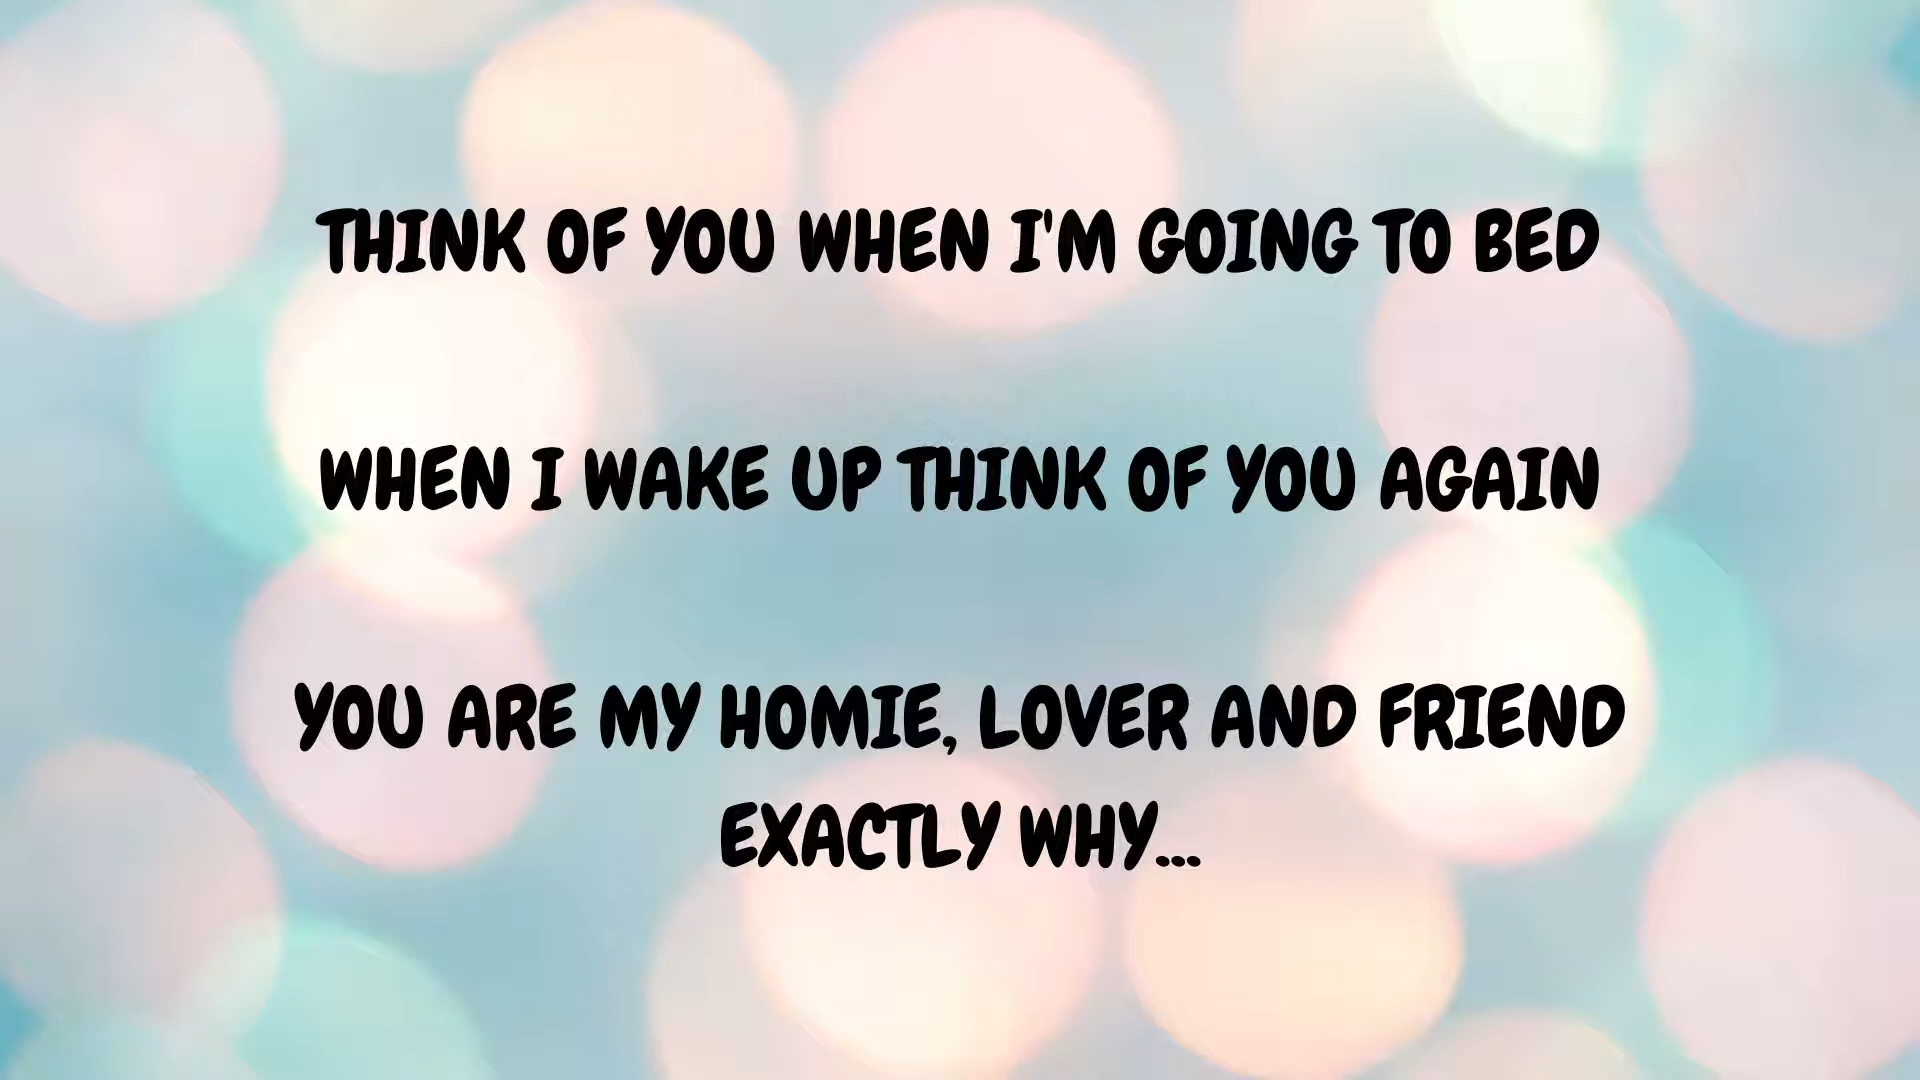 THINK OF YOU WHEN I'M GOING TO BED
WHEN I WAKE UP THINK OF YOU AGAIN
YOU ARE MY HOMIE, LOVER AND FRIEND
EXACTLY WHY...